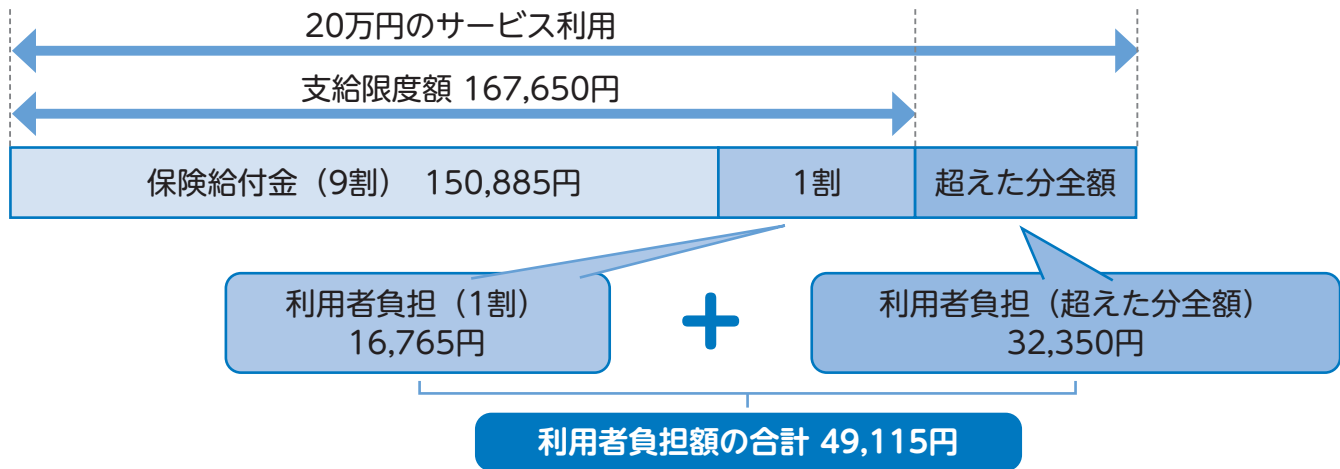 20万円のサービス利用
支給限度額 167,650円
保険給付金（9割） 150,885円
1割
超えた分全額
利用者負担（1割）
16,765円
+
利用者負担（超えた分全額）
32,350円
利用者負担額の合計 49,115円